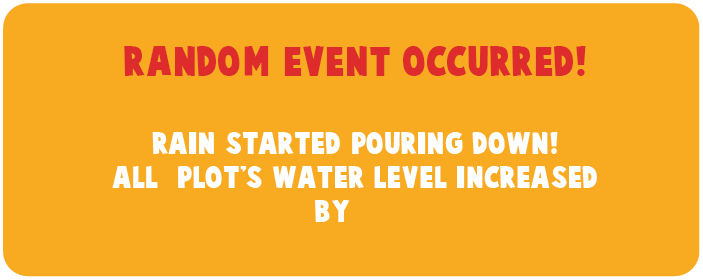 RANDOM EVENT OCCURRED!
RAIN STARTED POURING DOWN!
ALL PLOT'S WATER LEVEL INCREASED
BY